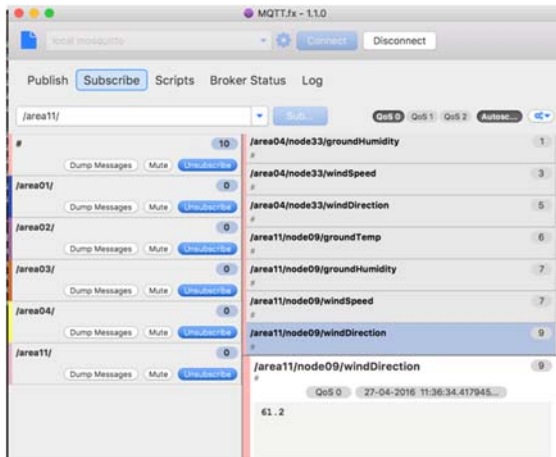 MQTT.fx - 1.1.0
local mosquitto
Connect
Disconnect
Publish Subscribe Scripts Broker Status Log
/area11/
Sub...
QoS 0 QoS 1 QoS 2 Autosc...
# 10
Dump Messages Mute Unsubscribe
/area01/ 0
Dump Messages Mute Unsubscribe
/area02/ 0
Dump Messages Mute Unsubscribe
/area03/ 0
Dump Messages Mute Unsubscribe
/area04/ 0
Dump Messages Mute Unsubscribe
/area11/ 0
Dump Messages Mute Unsubscribe
/area04/node33/groundHumidity 1
#
/area04/node33/windSpeed 3
#
/area04/node33/windDirection 5
#
/area11/node09/groundTemp 6
#
/area11/node09/groundHumidity 7
#
/area11/node09/windSpeed 7
#
/area11/node09/windDirection 9
#
/area11/node09/windDirection 9
#
QoS 0 27-04-2016 11:36:34.417945...
61.2